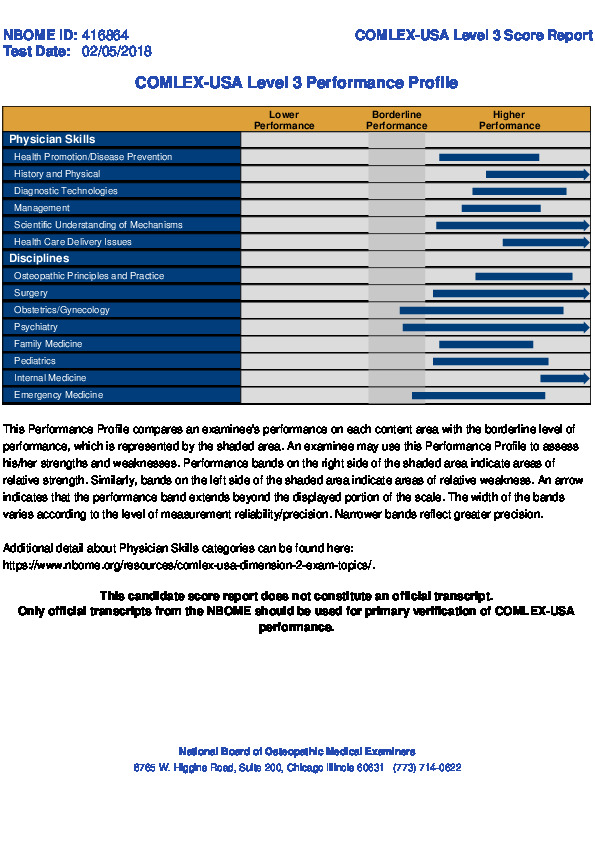 NBOME ID: 416864
COMLEX-USA Level 3 Score Report
Test Date: 02/05/2018
COMLEX-USA Level 3 Performance Profile
Lower Performance
Borderline Performance
Higher Performance
Physician Skills
Health Promotion/Disease Prevention
History and Physical
Diagnostic Technologies
Management
Scientific Understanding of Mechanisms
Health Care Delivery Issues
Disciplines
Osteopathic Principles and Practice
Surgery
Obstetrics/Gynecology
Psychiatry
Family Medicine
Pediatrics
Internal Medicine
Emergency Medicine
This Performance Profile compares an examinee's performance on each content area with the borderline level of
performance, which is represented by the shaded area. An examinee may use this Performance Profile to assess
his/her strengths and weaknesses. Performance bands on the right side of the shaded area indicate areas of
relative strength. Similarly, bands on the left side of the shaded area indicate areas of relative weakness. An arrow
indicates that the performance band extends beyond the displayed portion of the scale. The width of the bands
varies according to the level of measurement reliability/precision. Narrower bands reflect greater precision.
Additional detail about Physician Skills categories can be found here:
https://www.nbome.org/resources/comlex-usa-dimension-2-exam-topics/.
This candidate score report does not constitute an official transcript.
Only official transcripts from the NBOME should be used for primary verification of COMLEX-USA
performance.
National Board of Osteopathic Medical Examiners
8765 W. Higgins Road, Suite 200, Chicago Illinois 60631 (773) 714-0622